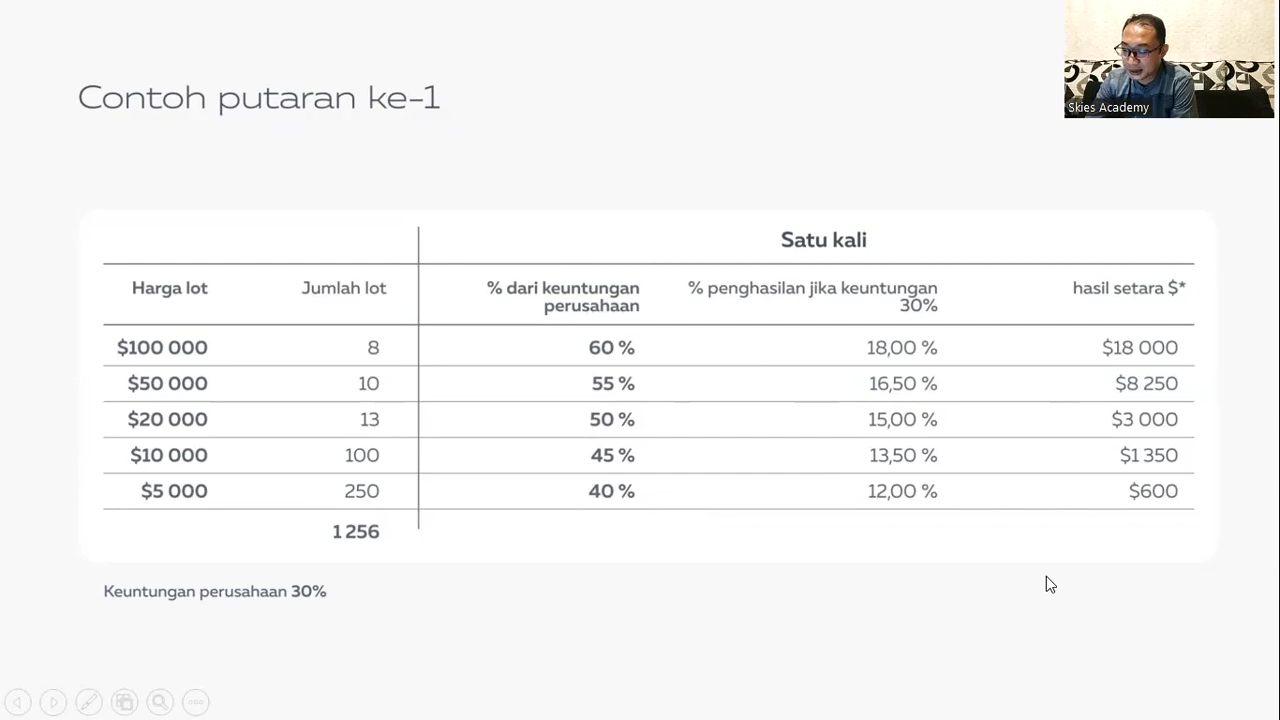 Skies Academy
Contoh putaran ke-1
Satu kali
Harga lot Jumlah lot % dari keuntungan perusahaan % penghasilan jika keuntungan 30% hasil setara $*
$100 000 8 60 % 18,00 % $18 000
$50 000 10 55 % 16,50 % $8 250
$20 000 13 50 % 15,00 % $3 000
$10 000 100 45 % 13,50 % $1 350
$5 000 250 40 % 12,00 % $600
1 256
Keuntungan perusahaan 30%